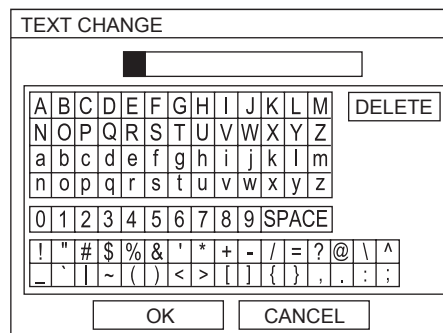 TEXT CHANGE
A B C D E F G H I J K L M DELETE
N O P Q R S T U V W X Y Z
a b c d e f g h i j k l m
n o p q r s t u v w x y z
0 1 2 3 4 5 6 7 8 9 SPACE
! " # $ % & ' * + - / = ? @ \ ^
_ ` | ~ ( ) < > [ ] { } , . : ;
OK CANCEL